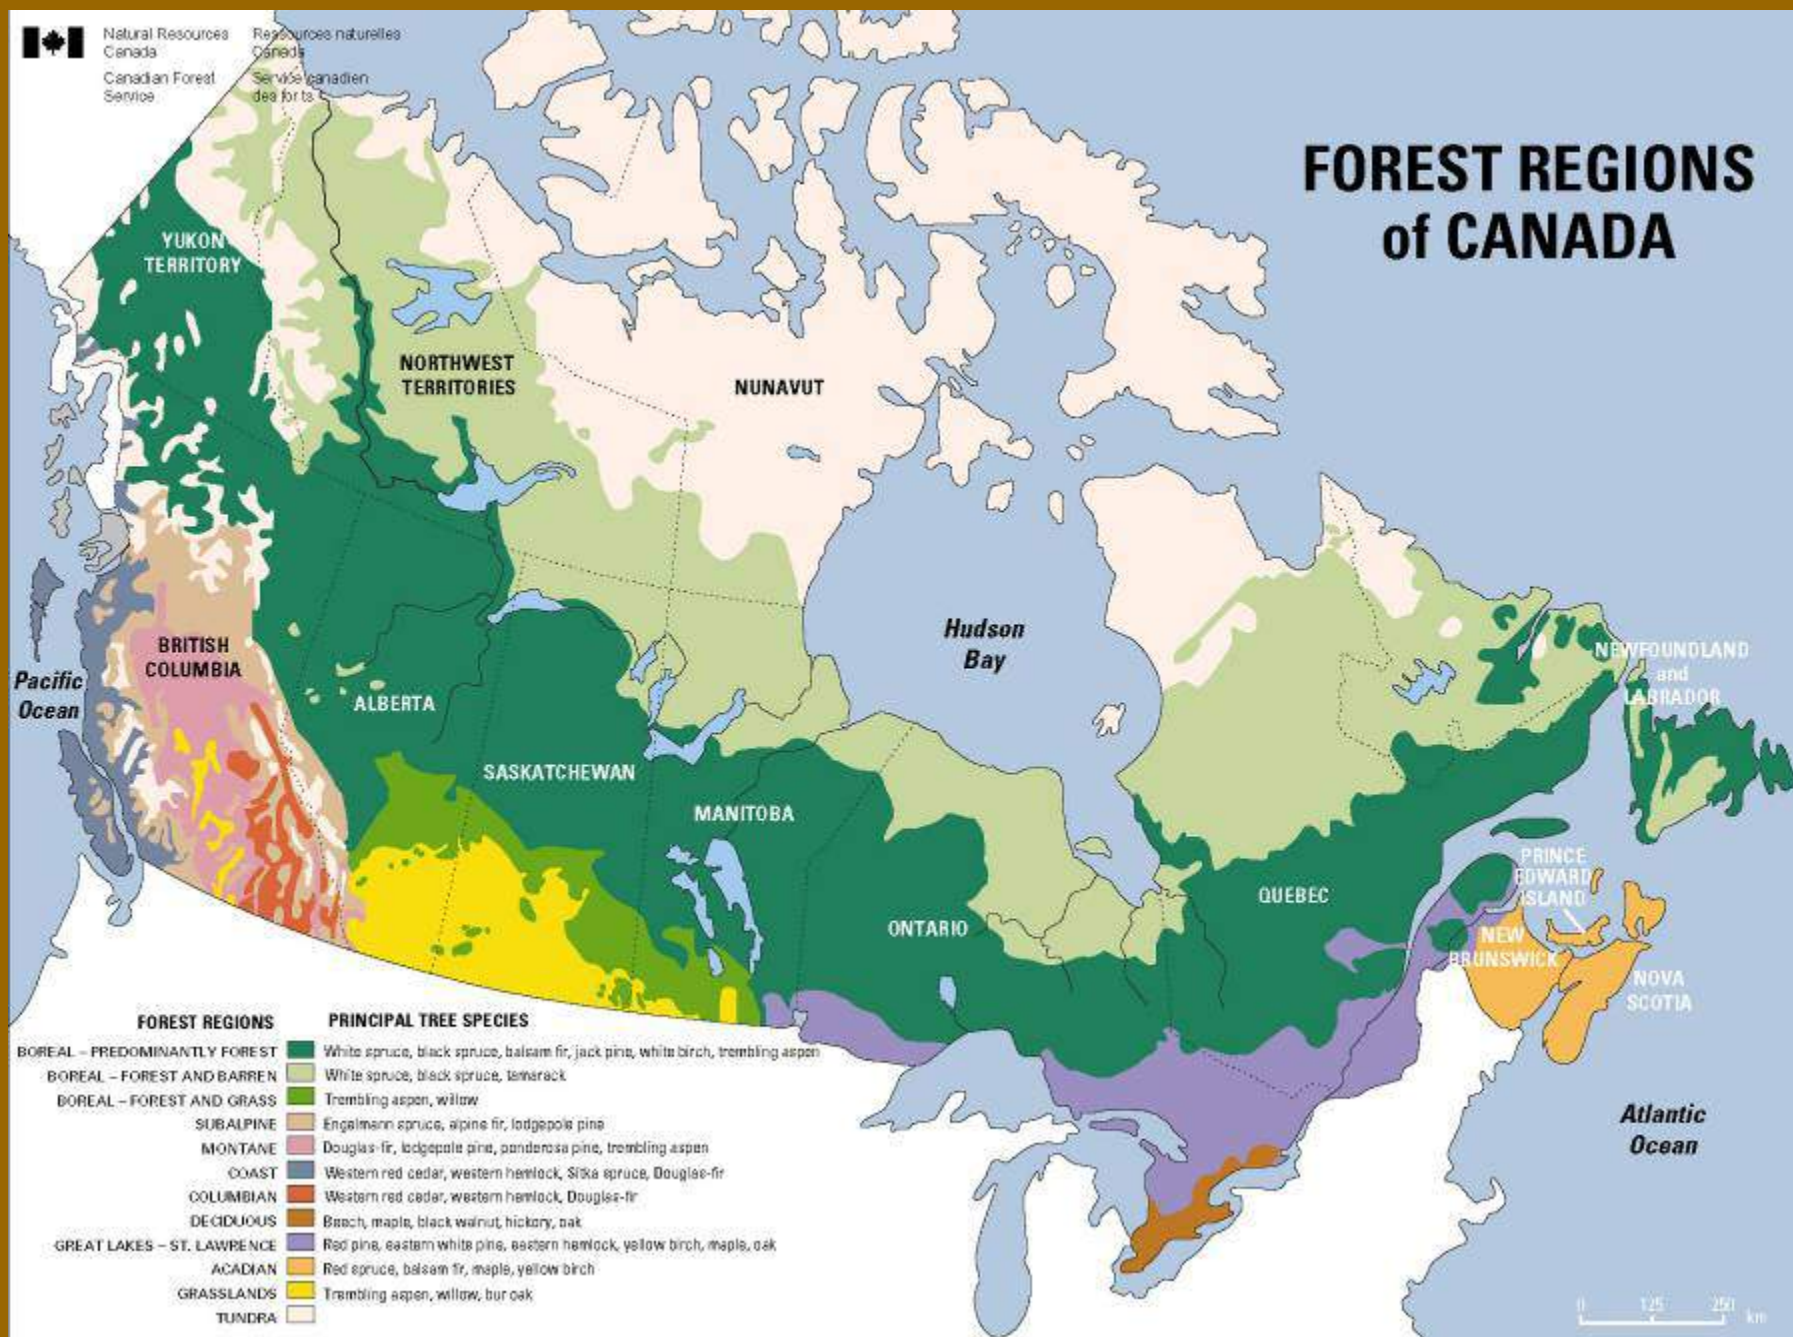 Natural Resources
Canada
Ressources naturelles
Canada
Canadian Forest
Service
Service canadien
des for ts
FOREST REGIONS
of CANADA
YUKON
TERRITORY
NORTHWEST
TERRITORIES
NUNAVUT
Hudson
Bay
BRITISH
COLUMBIA
Pacific
Ocean
ALBERTA
SASKATCHEWAN
MANITOBA
ONTARIO
QUEBEC
NEWFOUNDLAND
and
LABRADOR
PRINCE
EDWARD
ISLAND
NEW
BRUNSWICK
NOVA
SCOTIA
Atlantic
Ocean
FOREST REGIONS PRINCIPAL TREE SPECIES
BOREAL – PREDOMINANTLY FOREST White spruce, black spruce, balsam fir, jack pine, white birch, trembling aspen
BOREAL – FOREST AND BARREN White spruce, black spruce, tamarack
BOREAL – FOREST AND GRASS Trembling aspen, willow
SUBALPINE Engelmann spruce, alpine fir, lodgepole pine
MONTANE Douglas-fir, lodgepole pine, ponderosa pine, trembling aspen
COAST Western red cedar, western hemlock, Sitka spruce, Douglas-fir
COLUMBIAN Western red cedar, western hemlock, Douglas-fir
DECIDUOUS Beech, maple, black walnut, hickory, oak
GREAT LAKES – ST. LAWRENCE Red pine, eastern white pine, eastern hemlock, yellow birch, maple, oak
ACADIAN Red spruce, balsam fir, maple, yellow birch
GRASSLANDS Trembling aspen, willow, bur oak
TUNDRA
0 125 250
km